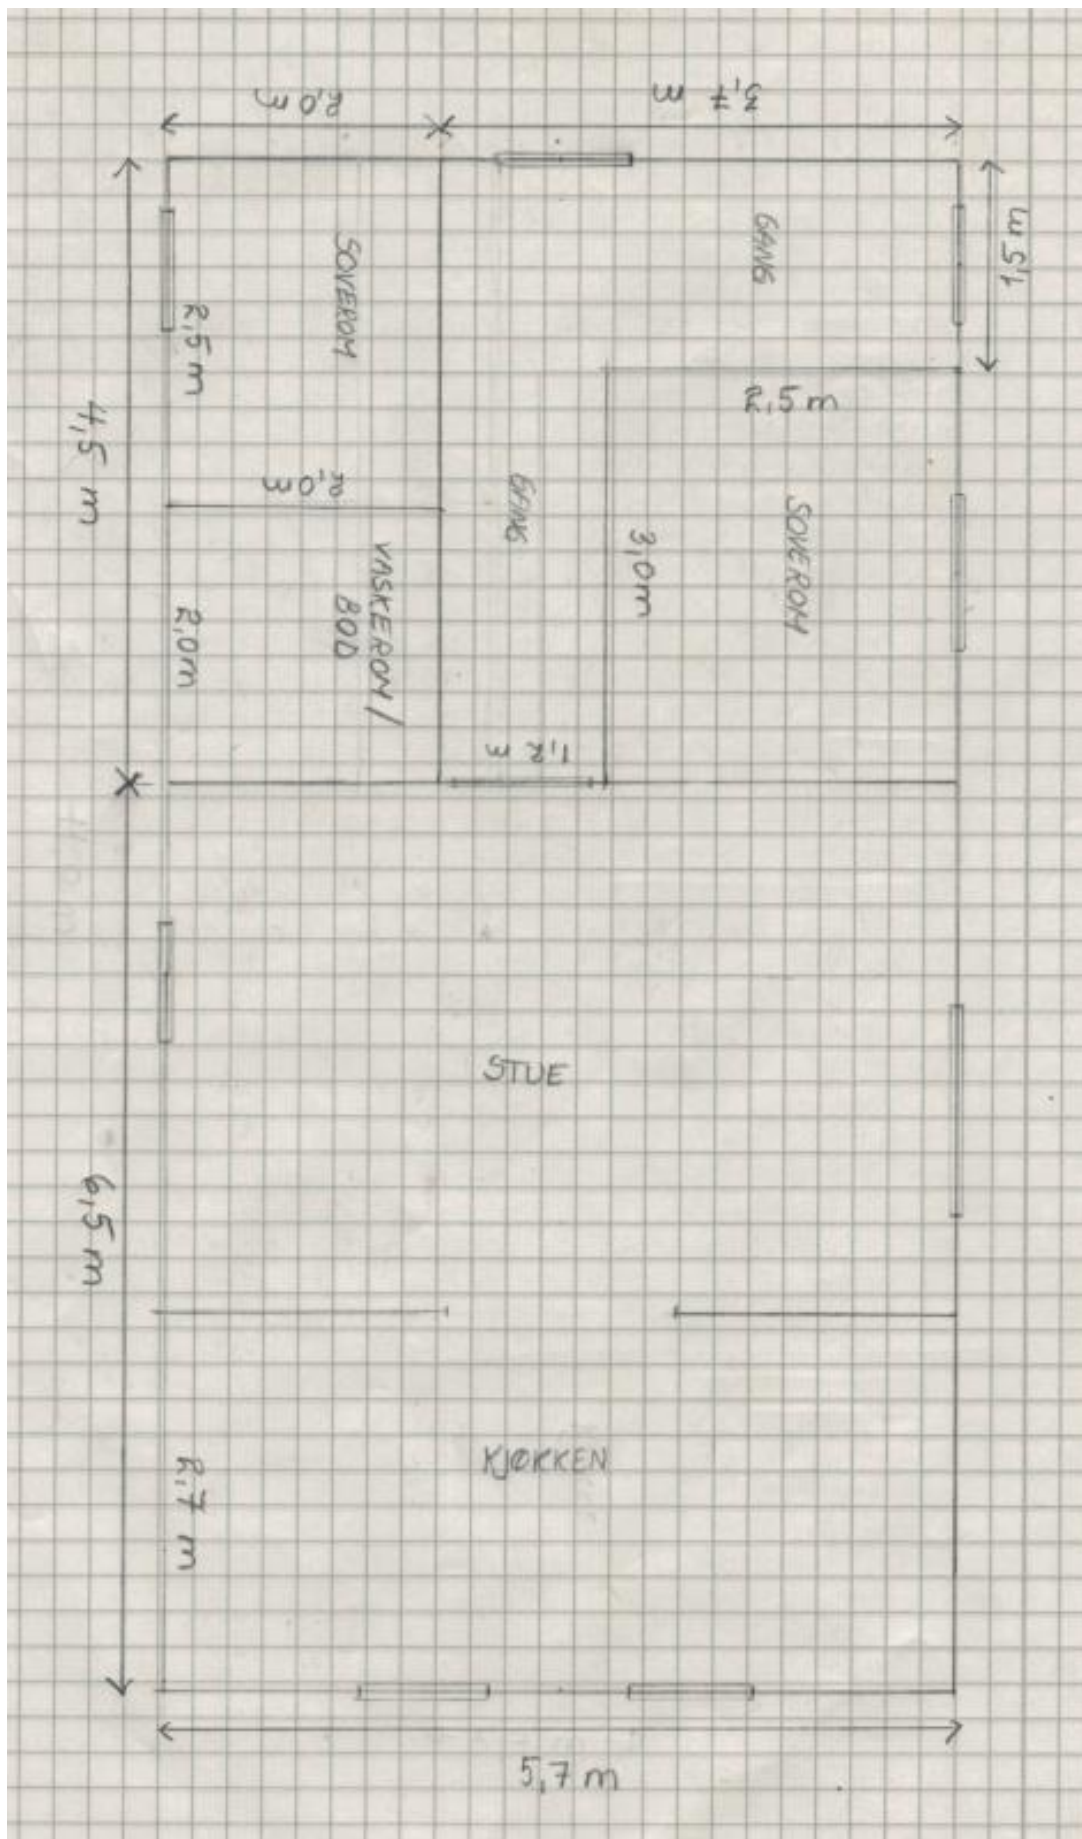 2,0 m
3,7 m
SOVEROM
GANG
1,5 m
2,5 m
4,5 m
2,5 m
2,0 m
GANG
3,0 m
SOVEROM
VASKEROM/
BOD
2,0 m
1,2 m
STUE
6,5 m
KJØKKEN
2,7 m
5,7 m